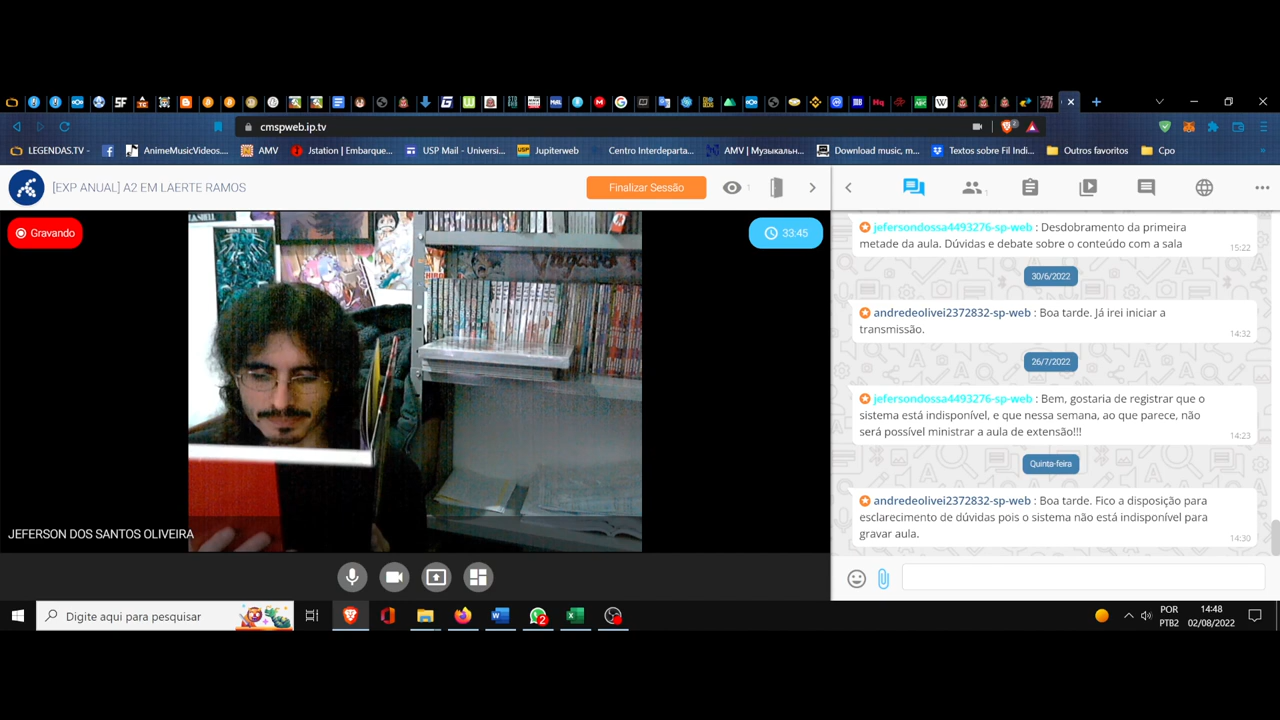 cmspweb.ip.tv
LEGENDAS.TV -
AnimeMusicVideos...
AMV
Jstation | Embarque...
USP Mail - Universi...
Jupiterweb
Centro Interdeparta...
AMV | Музыкальн...
Download music, m...
Textos sobre Fil Indi...
Outros favoritos
Cpo
[EXP ANUAL] A2 EM LAERTE RAMOS
Finalizar Sessão
1
1
Gravando
33:45
JEFERSON DOS SANTOS OLIVEIRA
jefersondossa4493276-sp-web : Desdobramento da primeira
metade da aula. Dúvidas e debate sobre o conteúdo com a sala
15:22
30/6/2022
andredeolivei2372832-sp-web : Boa tarde. Já irei iniciar a
transmissão.
14:32
26/7/2022
jefersondossa4493276-sp-web : Bem, gostaria de registrar que o
sistema está indisponível, e que nessa semana, ao que parece, não
será possível ministrar a aula de extensão!!!
14:23
Quinta-feira
andredeolivei2372832-sp-web : Boa tarde. Fico a disposição para
esclarecimento de dúvidas pois o sistema não está indisponível para
gravar aula.
14:30
Digite aqui para pesquisar
2
POR
PTB2
14:48
02/08/2022